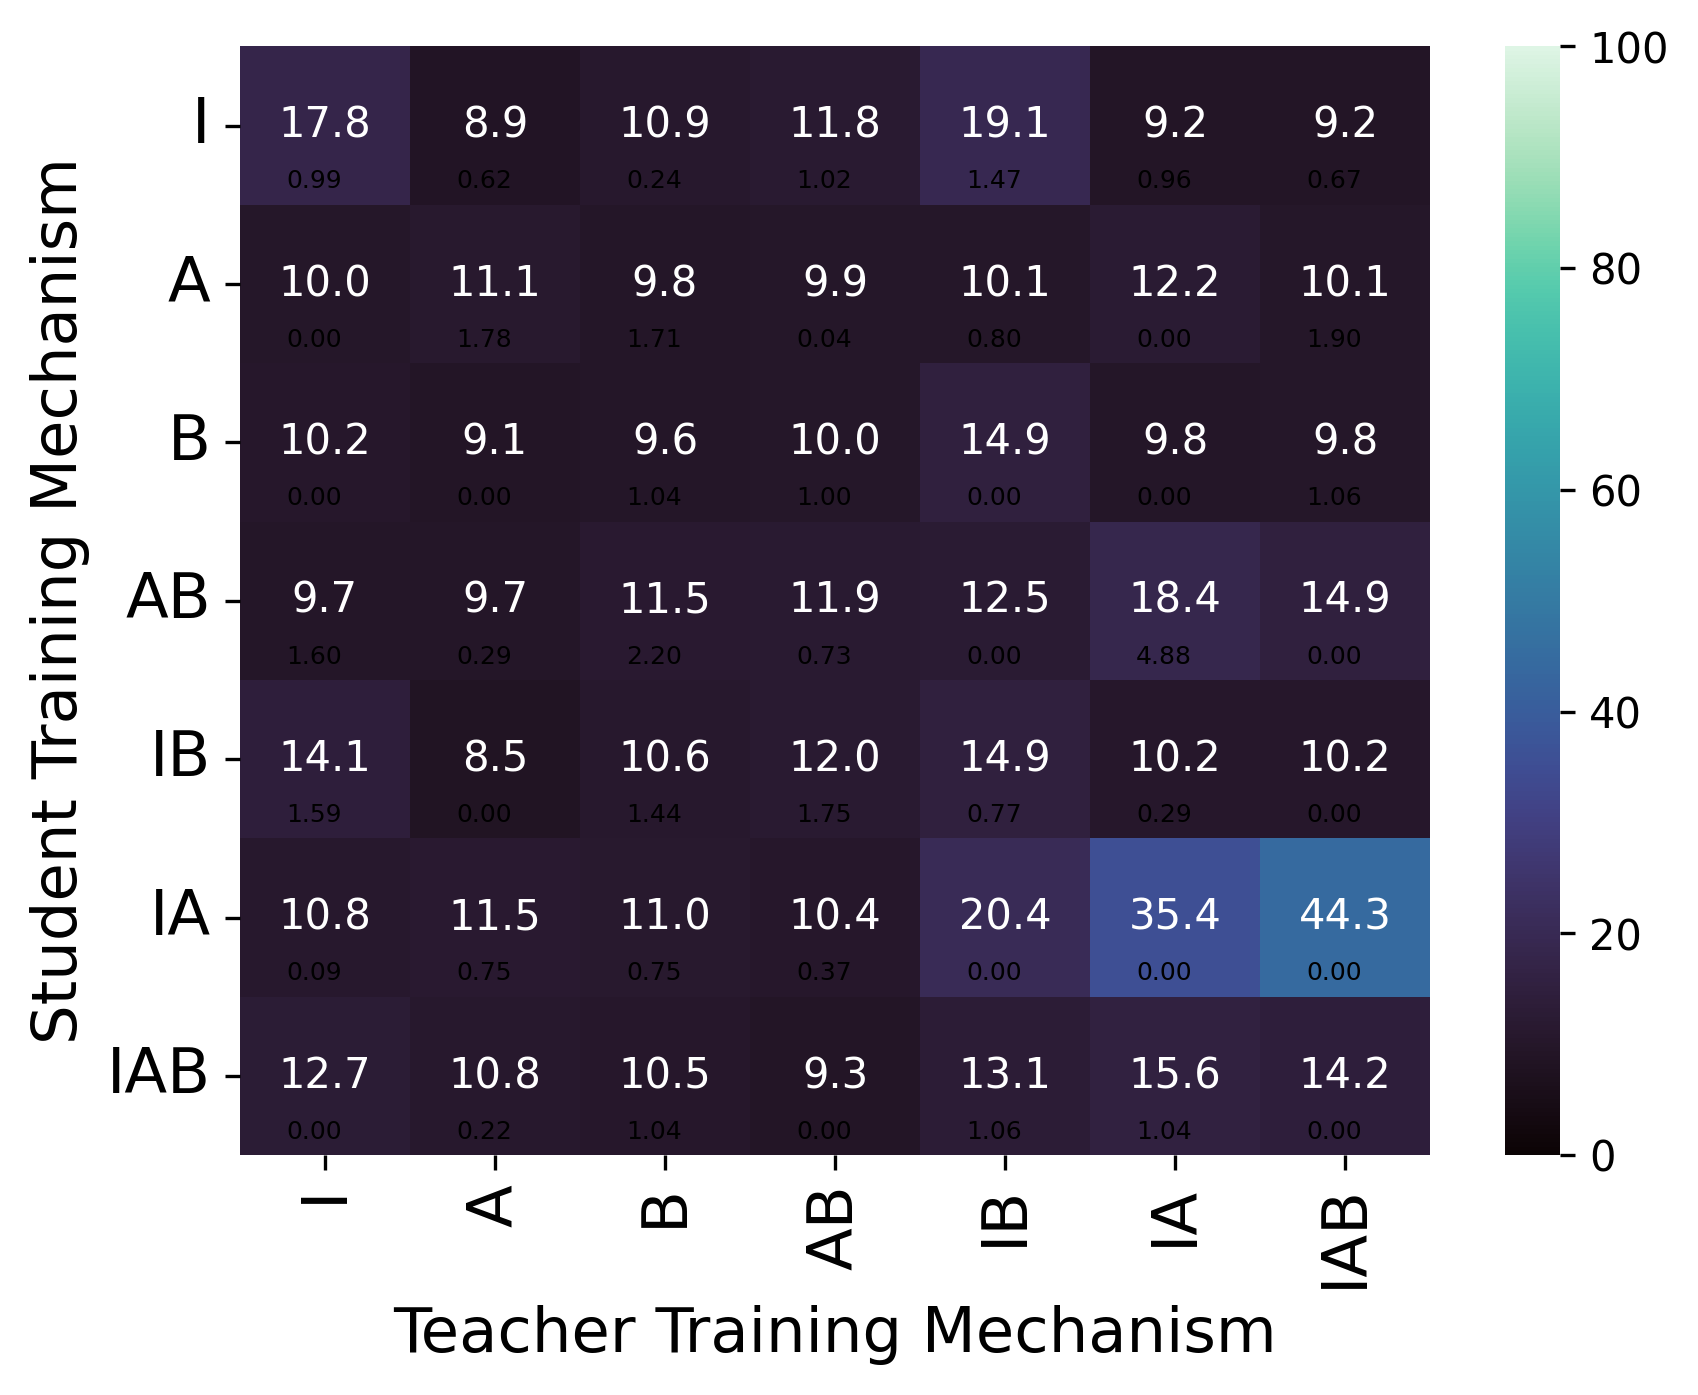 Student Training Mechanism
I 17.8 8.9 10.9 11.8 19.1 9.2 9.2
0.99 0.62 0.24 1.02 1.47 0.96 0.67
A 10.0 11.1 9.8 9.9 10.1 12.2 10.1
0.00 1.78 1.71 0.04 0.80 0.00 1.90
B 10.2 9.1 9.6 10.0 14.9 9.8 9.8
0.00 0.00 1.04 1.00 0.00 0.00 1.06
AB 9.7 9.7 11.5 11.9 12.5 18.4 14.9
1.60 0.29 2.20 0.73 0.00 4.88 0.00
IB 14.1 8.5 10.6 12.0 14.9 10.2 10.2
1.59 0.00 1.44 1.75 0.77 0.29 0.00
IA 10.8 11.5 11.0 10.4 20.4 35.4 44.3
0.09 0.75 0.75 0.37 0.00 0.00 0.00
IAB 12.7 10.8 10.5 9.3 13.1 15.6 14.2
0.00 0.22 1.04 0.00 1.06 1.04 0.00
I A B AB IB IA IAB
Teacher Training Mechanism
100
80
60
40
20
0